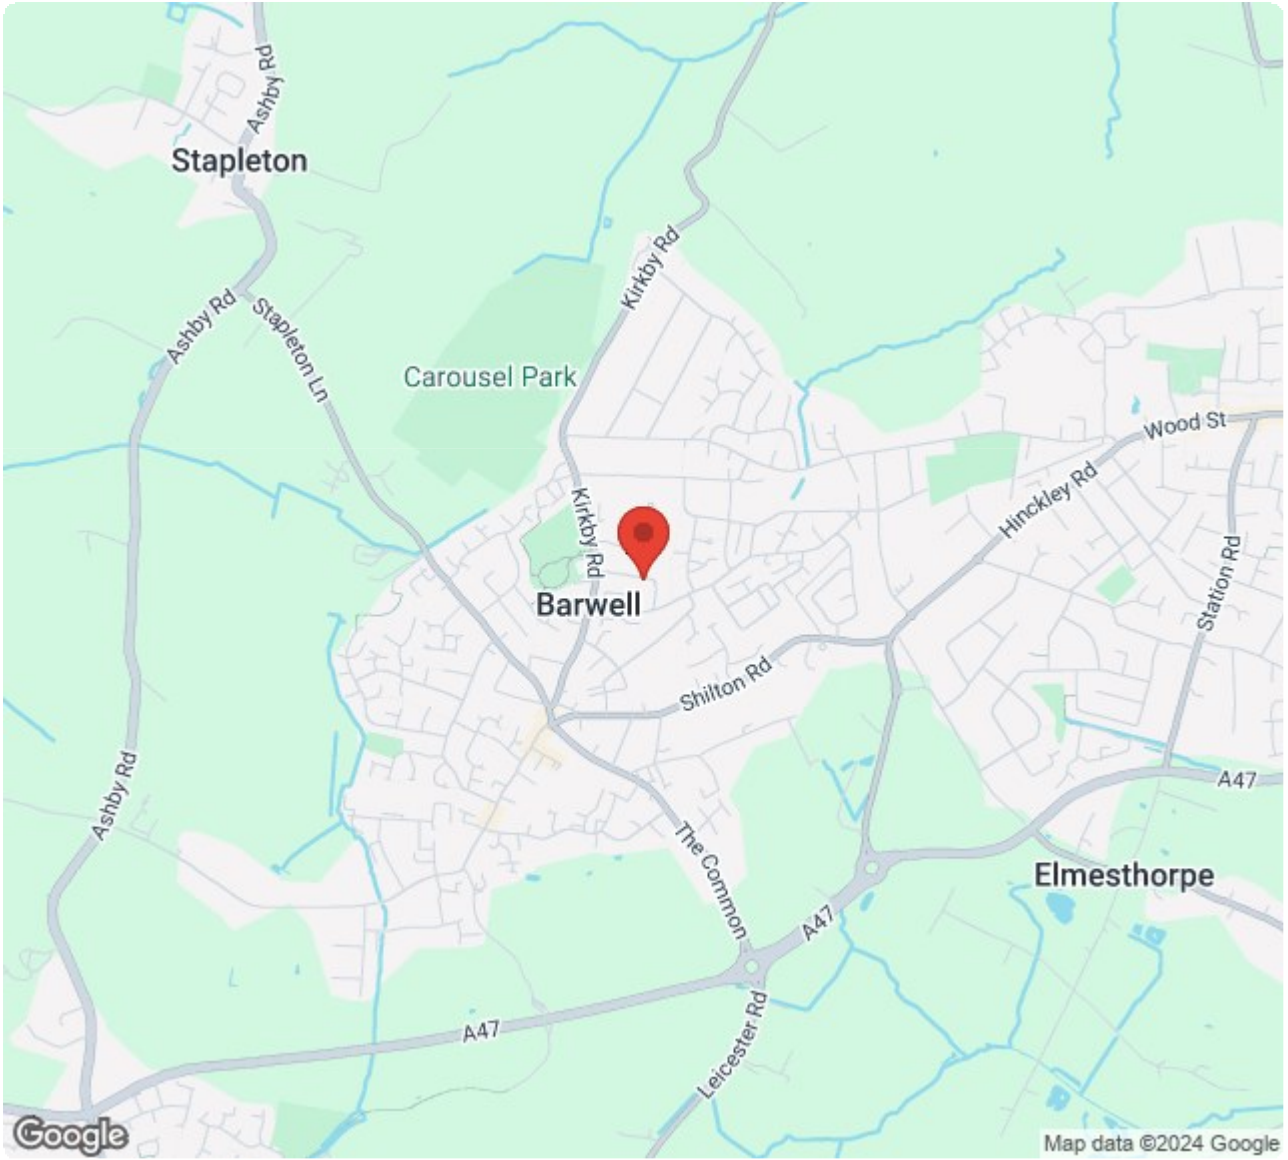 Ashby Rd
Stapleton
Kirkby Rd
Ashby Rd
Stapleton Ln
Carousel Park
Wood St
Hinckley Rd
Kirkby Rd
Station Rd
Barwell
Shilton Rd
Ashby Rd
A47
The Common
Elmesthorpe
A47
A47
Leicester Rd
Google
Map data ©2024 Google